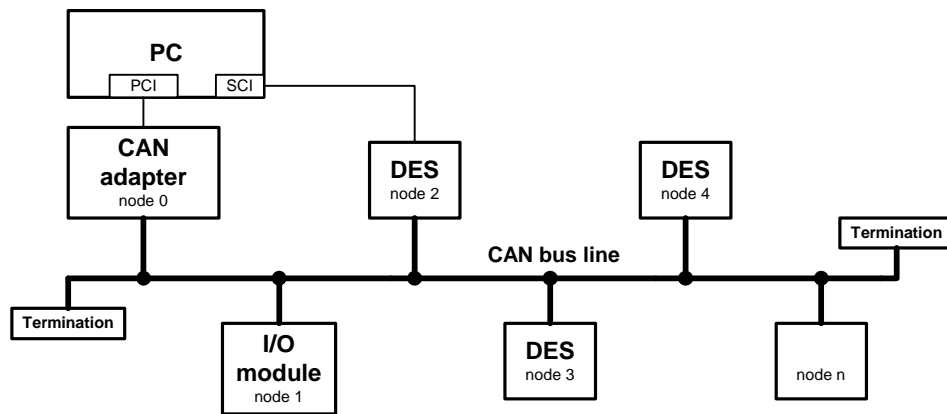 PC
PCI
SCI
CAN
adapter
node 0
DES
node 2
DES
node 4
Termination
CAN bus line
Termination
I/O
module
node 1
DES
node 3
node n